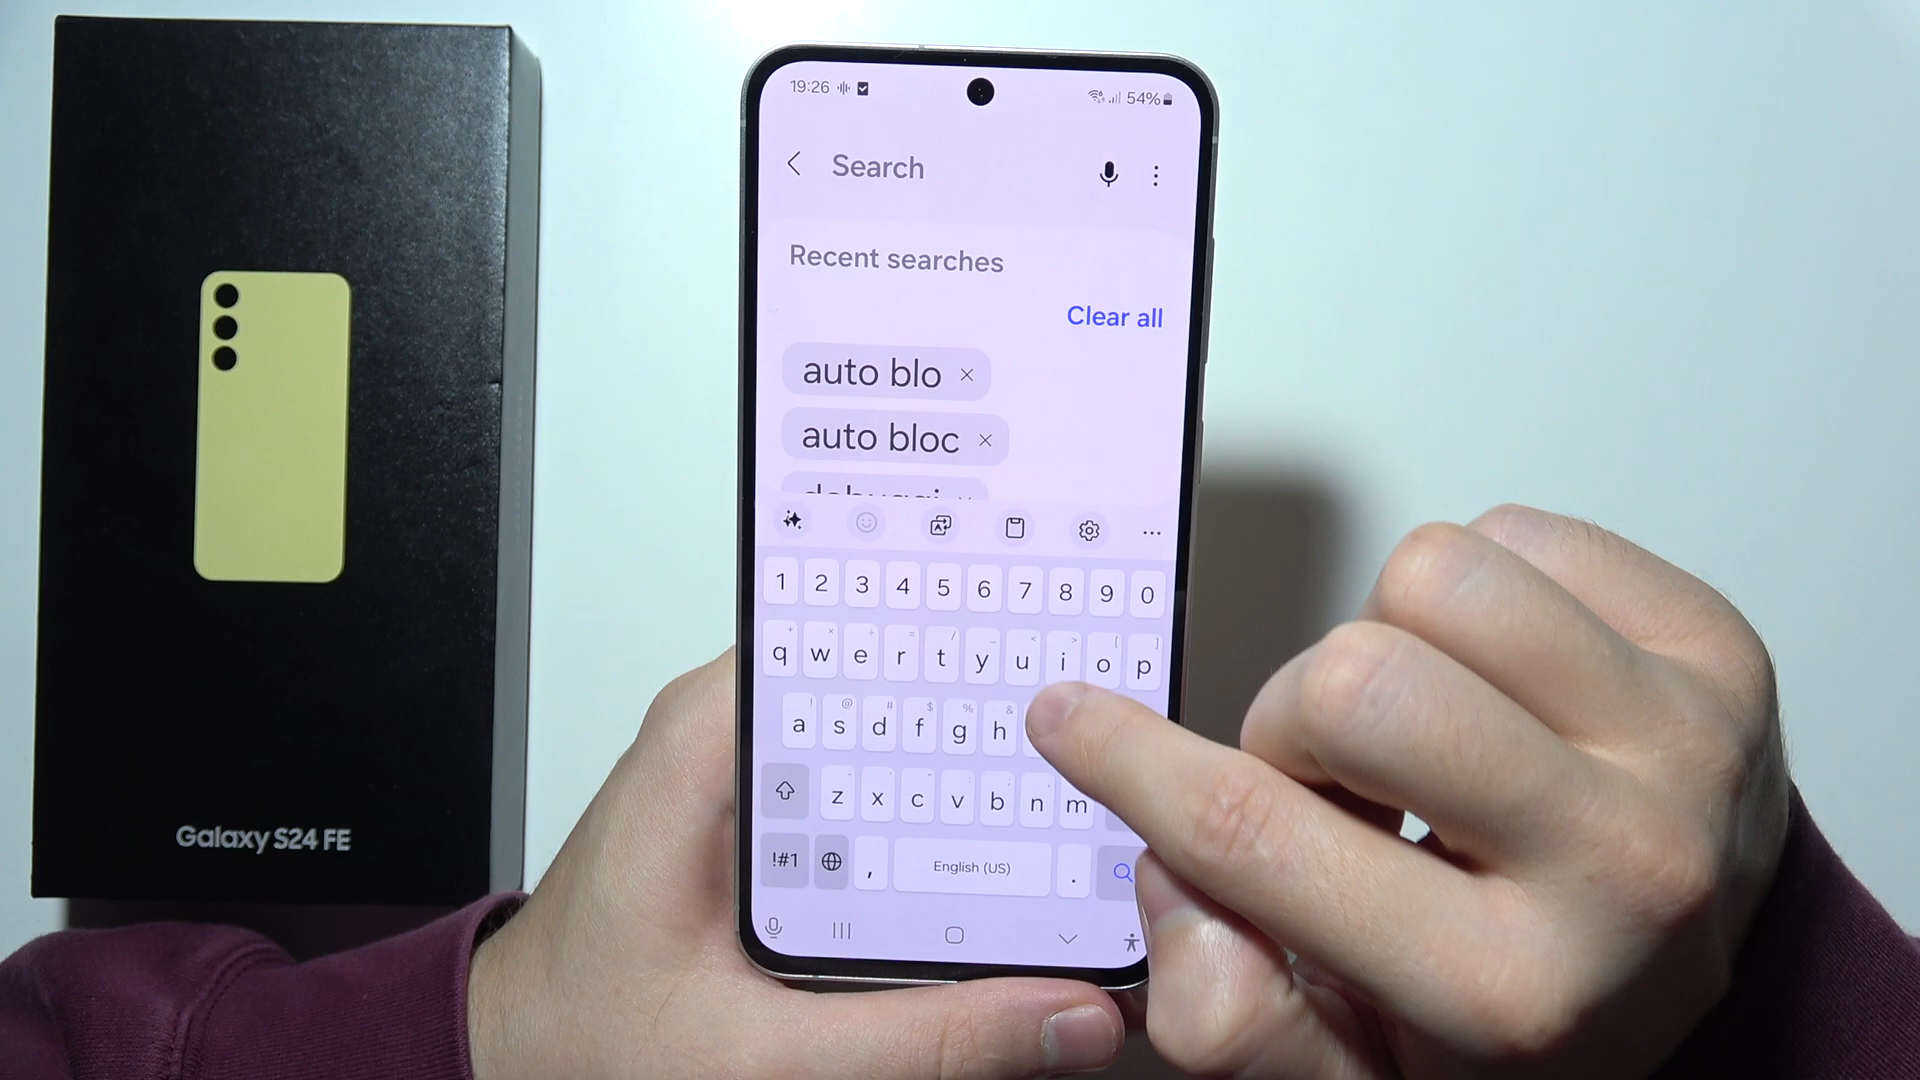 19:26
54%
Search
Recent searches
Clear all
auto blo ×
auto bloc ×
1 2 3 4 5 6 7 8 9 0
q w e r t y u i o p
a s d f g h
z x c v b n m
!#1 , English (US) .
Galaxy S24 FE